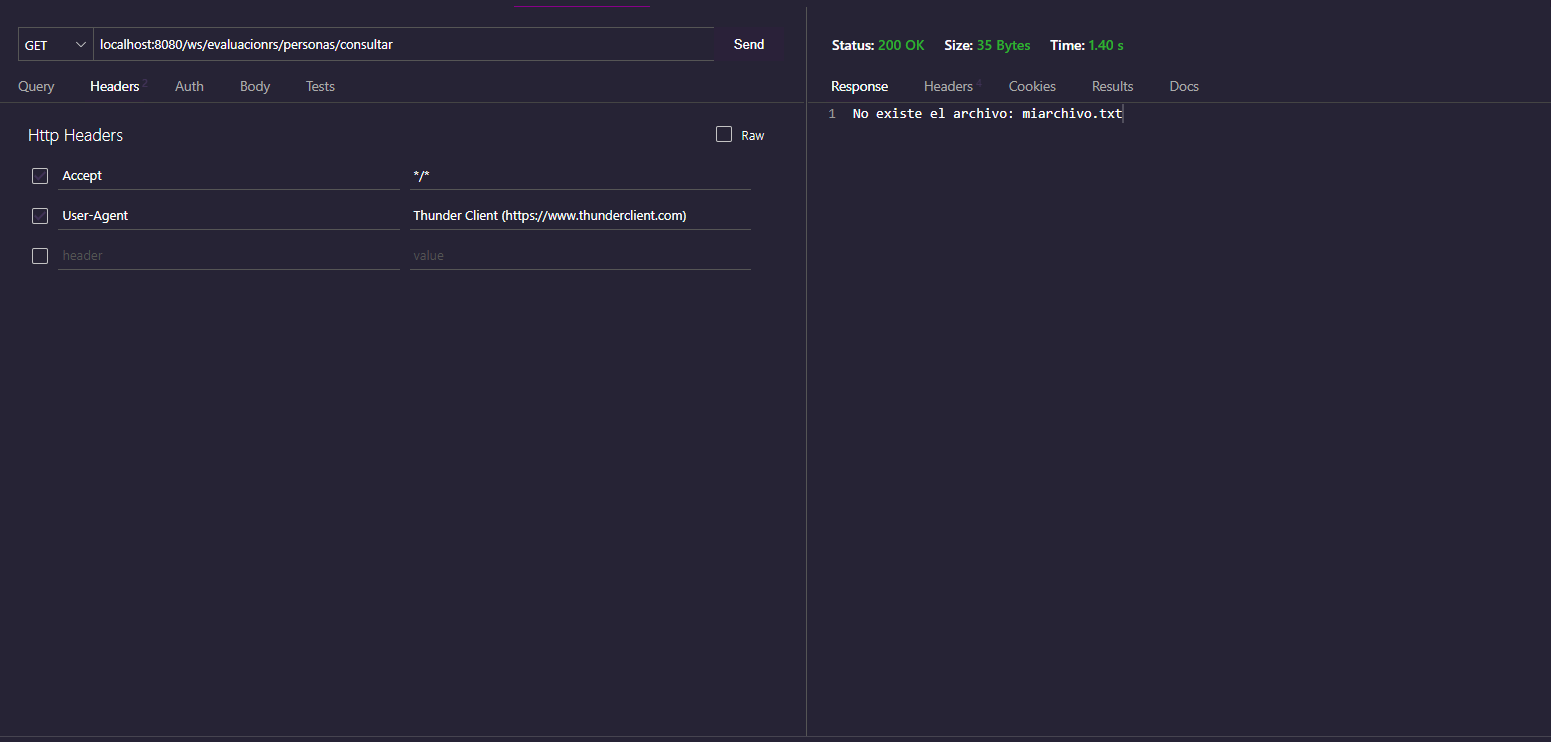 GET localhost:8080/ws/evaluacionrs/personas/consultar Send
Query Headers 2 Auth Body Tests
Http Headers Raw
Accept */*
User-Agent Thunder Client (https://www.thunderclient.com)
header value
Status: 200 OK Size: 35 Bytes Time: 1.40 s
Response Headers 4 Cookies Results Docs
1 No existe el archivo: miarchivo.txt